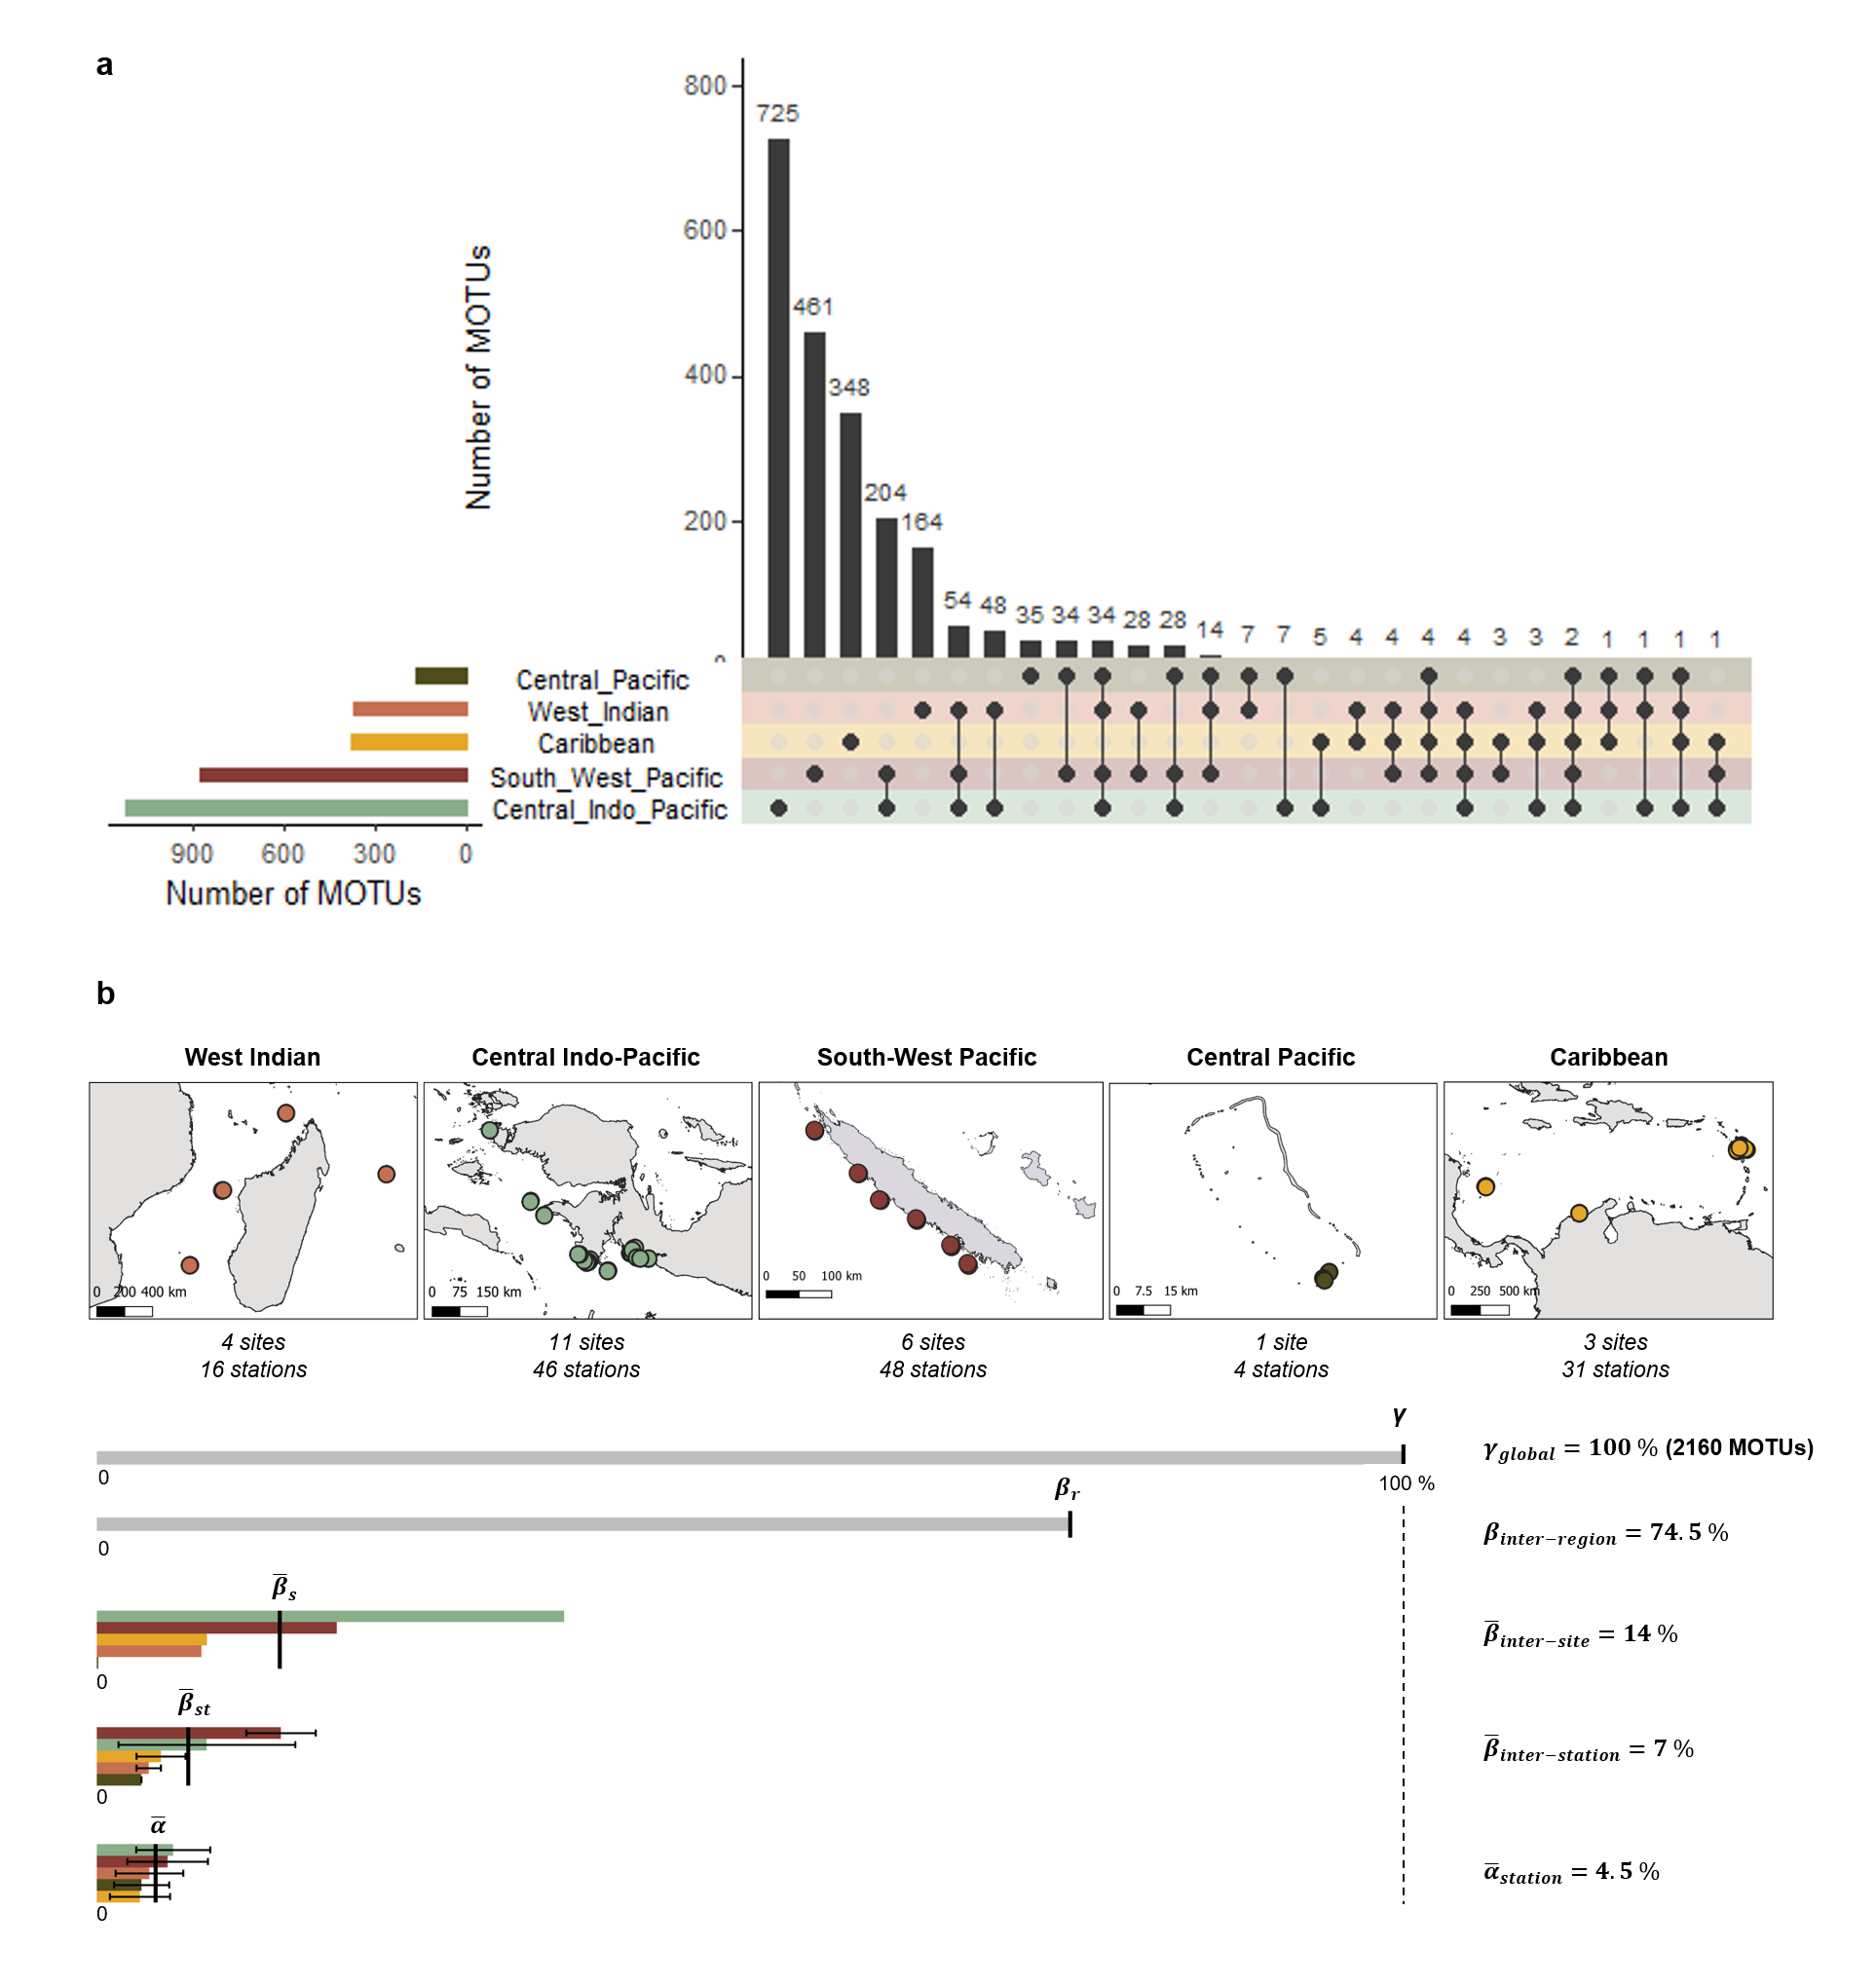 a
800
725
600
461
Number of MOTUs
400
348
204
164
200
54 48 35 34 34 28 28 14 7 7 5 4 4 4 4 3 3 2 1 1 1 1
0
Central_Pacific
West_Indian
Caribbean
South_West_Pacific
Central_Indo_Pacific
900 600 300 0
Number of MOTUs
b
West Indian
Central Indo-Pacific
South-West Pacific
Central Pacific
Caribbean
0 200 400 km
0 75 150 km
0 50 100 km
0 7.5 15 km
0 250 500 km
4 sites
16 stations
11 sites
46 stations
6 sites
48 stations
1 site
4 stations
3 sites
31 stations
γ
0
100 %
γglobal = 100 % (2160 MOTUs)
βr
0
βinter−region = 74.5 %
β̅s
0
β̅inter−site = 14 %
β̅st
0
β̅inter−station = 7 %
α̅
0
α̅station = 4.5 %